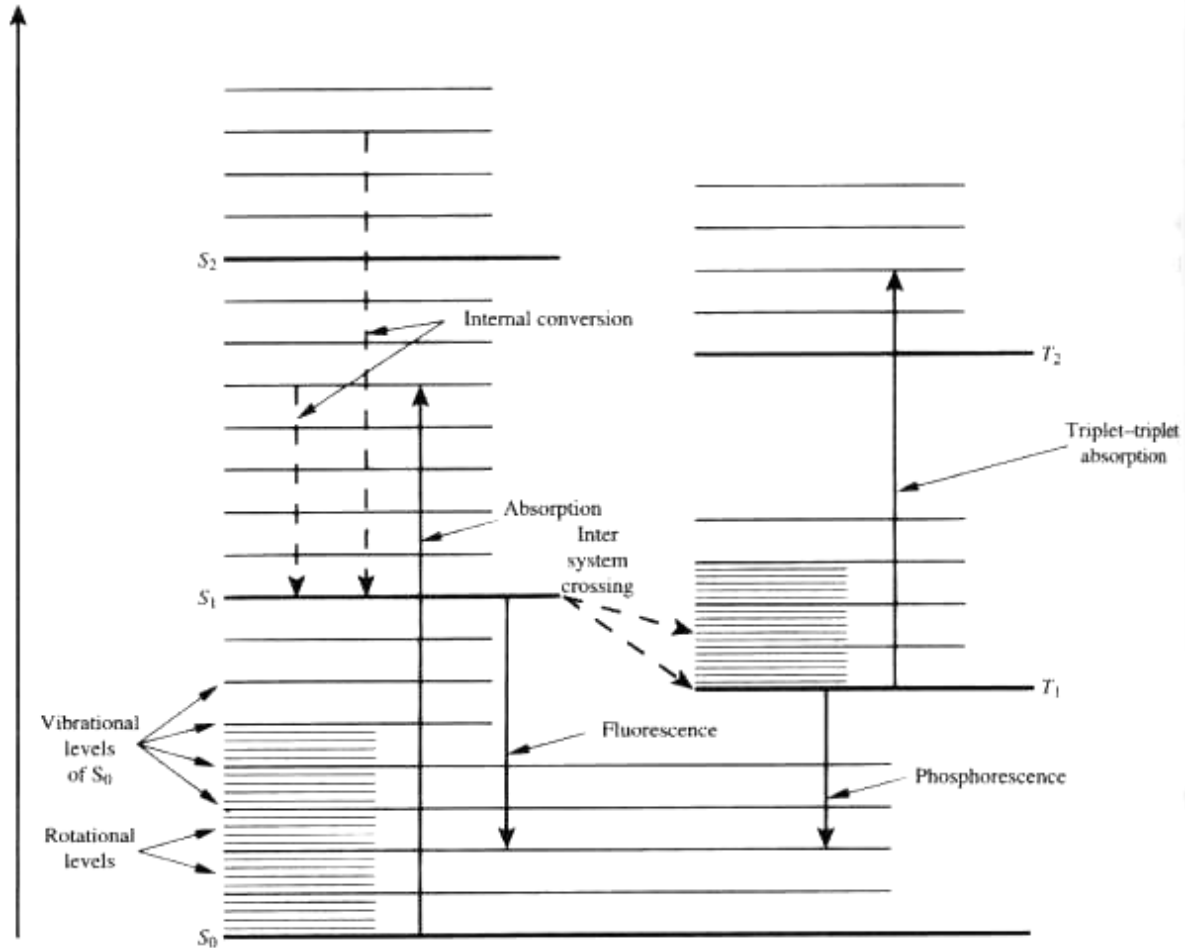 S₂
Internal conversion
T₂
Triplet–triplet
absorption
Absorption
Inter
system
crossing
S₁
T₁
Vibrational
levels
of S₀
Fluorescence
Phosphorescence
Rotational
levels
S₀